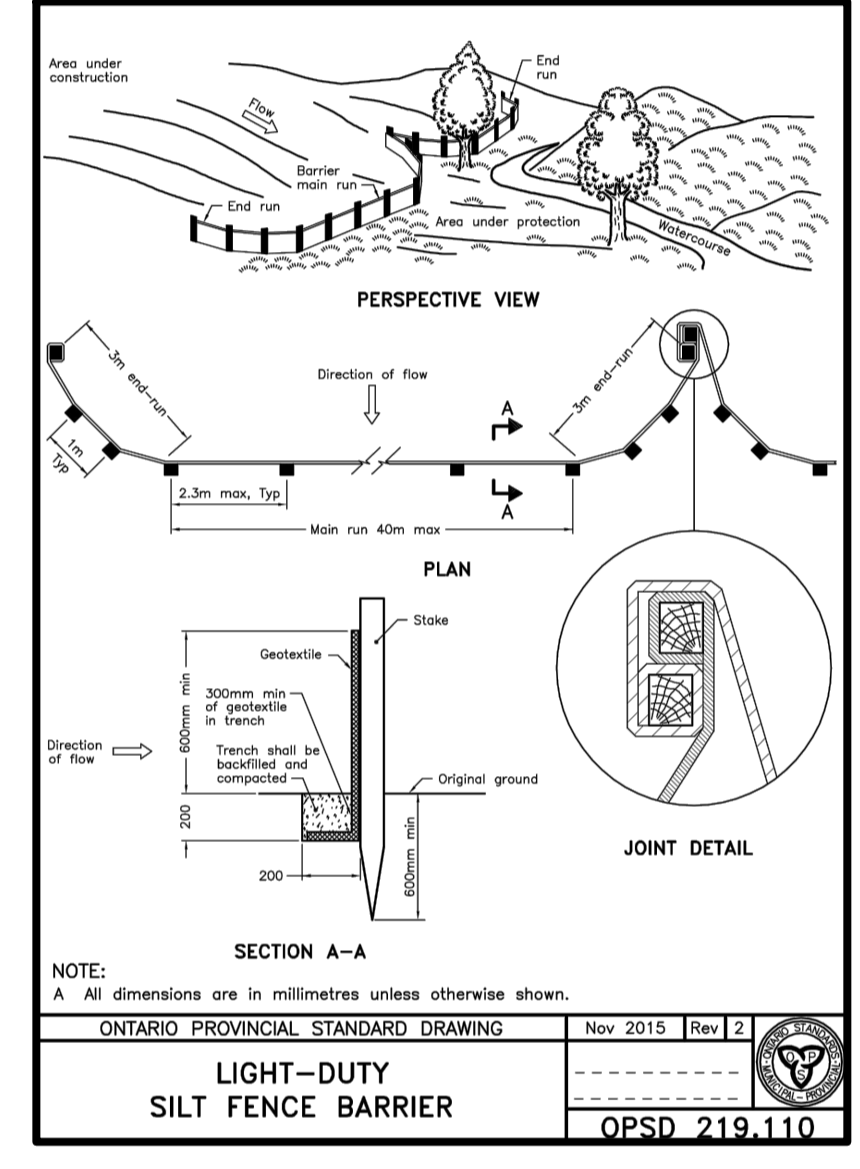 Area under
construction
Flow
End
run
Barrier
main run
End run
Area under protection
Watercourse
PERSPECTIVE VIEW
3m end-run
Direction of flow
3m end-run
A
1m
Typ
2.3m max, Typ
A
Main run 40m max
PLAN
Stake
Geotextile
600mm min
300mm min
of geotextile
in trench
Direction
of flow
Trench shall be
backfilled and
compacted
Original ground
200
600mm min
200
JOINT DETAIL
SECTION A-A
NOTE:
A All dimensions are in millimetres unless otherwise shown.
ONTARIO PROVINCIAL STANDARD DRAWING
Nov 2015
Rev
2
ONTARIO STANDARDS
MUNICIPAL - PROVINCIAL
O P
S
LIGHT-DUTY
SILT FENCE BARRIER
OPSD 219.110